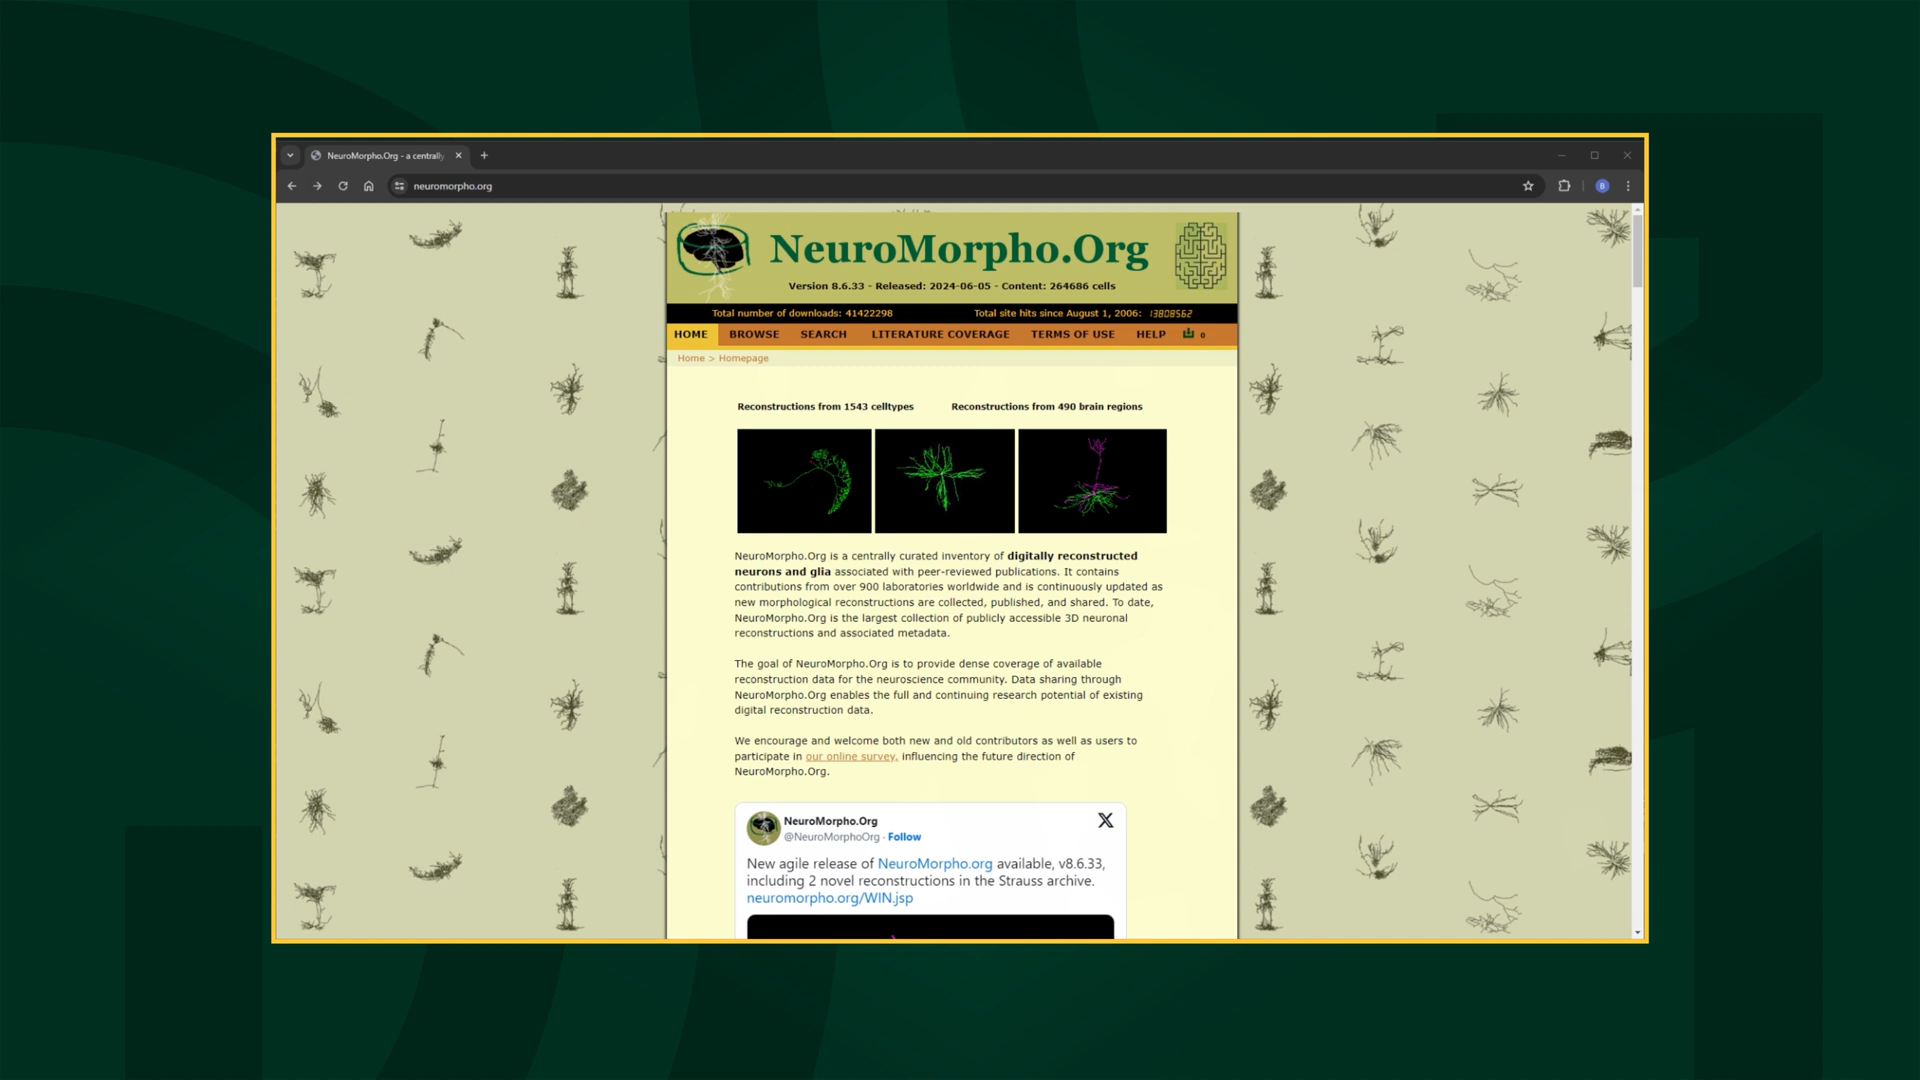 NeuroMorpho.Org - a centrally
neuromorpho.org
B
NeuroMorpho.Org
Version 8.6.33 - Released: 2024-06-05 - Content: 264686 cells
Total number of downloads: 41422298 Total site hits since August 1, 2006: 13808562
HOME BROWSE SEARCH LITERATURE COVERAGE TERMS OF USE HELP 0
Home > Homepage
Reconstructions from 1543 celltypes Reconstructions from 490 brain regions
NeuroMorpho.Org is a centrally curated inventory of digitally reconstructed
neurons and glia associated with peer-reviewed publications. It contains
contributions from over 900 laboratories worldwide and is continuously updated as
new morphological reconstructions are collected, published, and shared. To date,
NeuroMorpho.Org is the largest collection of publicly accessible 3D neuronal
reconstructions and associated metadata.
The goal of NeuroMorpho.Org is to provide dense coverage of available
reconstruction data for the neuroscience community. Data sharing through
NeuroMorpho.Org enables the full and continuing research potential of existing
digital reconstruction data.
We encourage and welcome both new and old contributors as well as users to
participate in our online survey, influencing the future direction of
NeuroMorpho.Org.
NeuroMorpho.Org
@NeuroMorphoOrg · Follow
New agile release of NeuroMorpho.org available, v8.6.33,
including 2 novel reconstructions in the Strauss archive.
neuromorpho.org/WIN.jsp